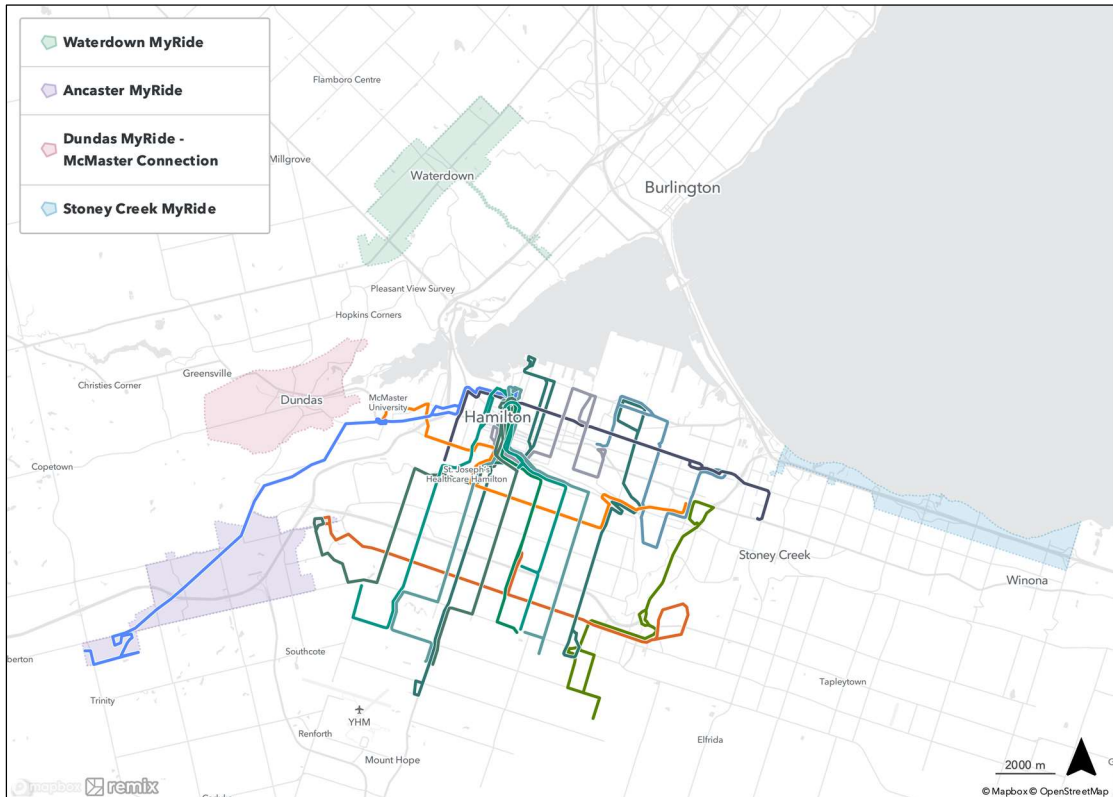 Waterdown MyRide
Ancaster MyRide
Dundas MyRide -
McMaster Connection
Stoney Creek MyRide
Flamboro Centre
Millgrove
Waterdown
Burlington
Pleasant View Survey
Hopkins Corners
Greensville
Christies Corner
Dundas
McMaster
University
Hamilton
Copetown
St. Joseph's
Healthcare Hamilton
Stoney Creek
Winona
berton
Southcote
Trinity
YHM
Renforth
Tapleytown
Elfrida
Mount Hope
2000 m
mapbox remix
© Mapbox © OpenStreetMap